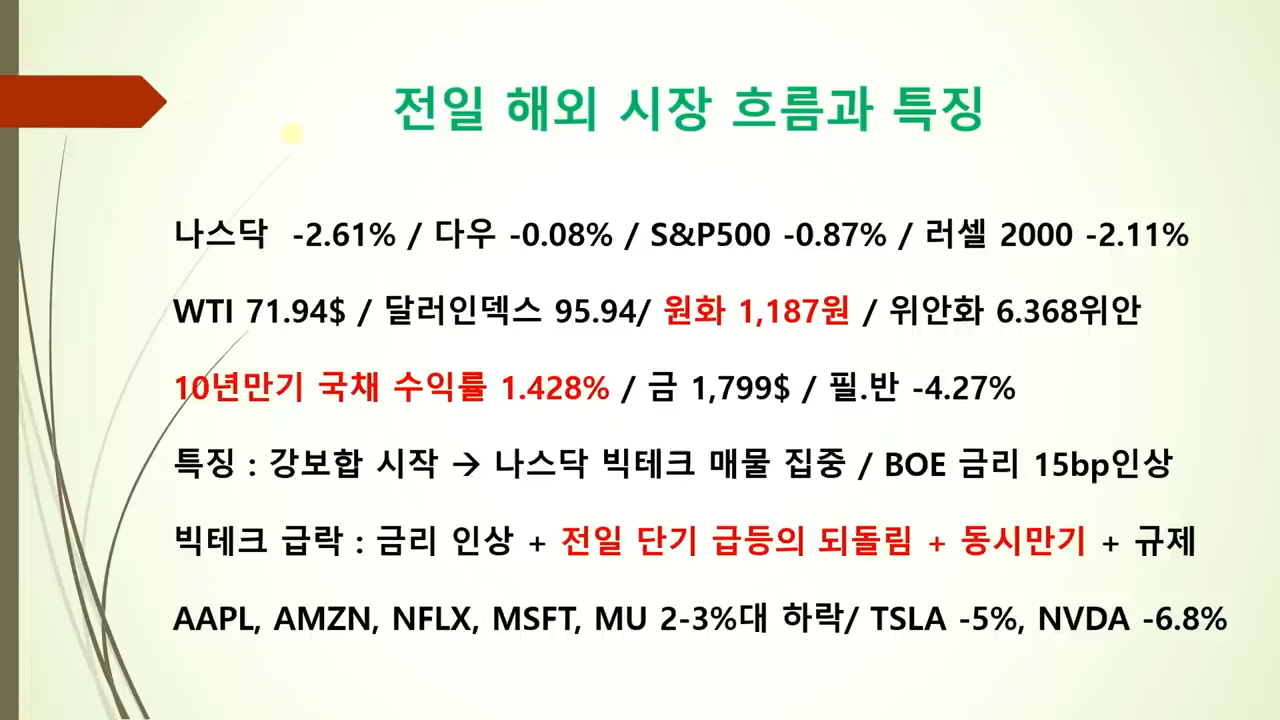 전일 해외 시장 흐름과 특징
나스닥 -2.61% / 다우 -0.08% / S&P500 -0.87% / 러셀 2000 -2.11%
WTI 71.94$ / 달러인덱스 95.94/ 원화 1,187원 / 위안화 6.368위안
10년만기 국채 수익률 1.428% / 금 1,799$ / 필.반 -4.27%
특징 : 강보합 시작 → 나스닥 빅테크 매물 집중 / BOE 금리 15bp인상
빅테크 급락 : 금리 인상 + 전일 단기 급등의 되돌림 + 동시만기 + 규제
AAPL, AMZN, NFLX, MSFT, MU 2-3%대 하락/ TSLA -5%, NVDA -6.8%